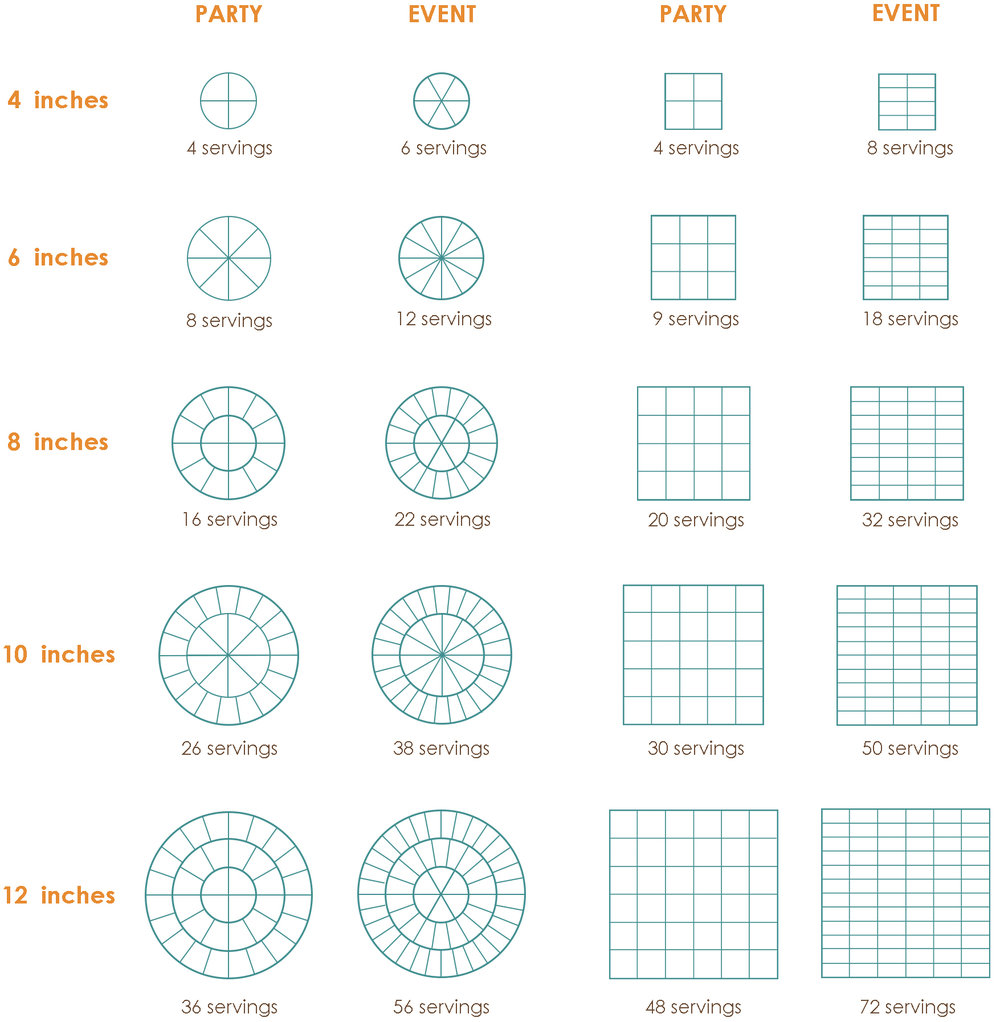 PARTY EVENT PARTY EVENT
4 inches
4 servings 6 servings 4 servings 8 servings
6 inches
8 servings 12 servings 9 servings 18 servings
8 inches
16 servings 22 servings 20 servings 32 servings
10 inches
26 servings 38 servings 30 servings 50 servings
12 inches
36 servings 56 servings 48 servings 72 servings